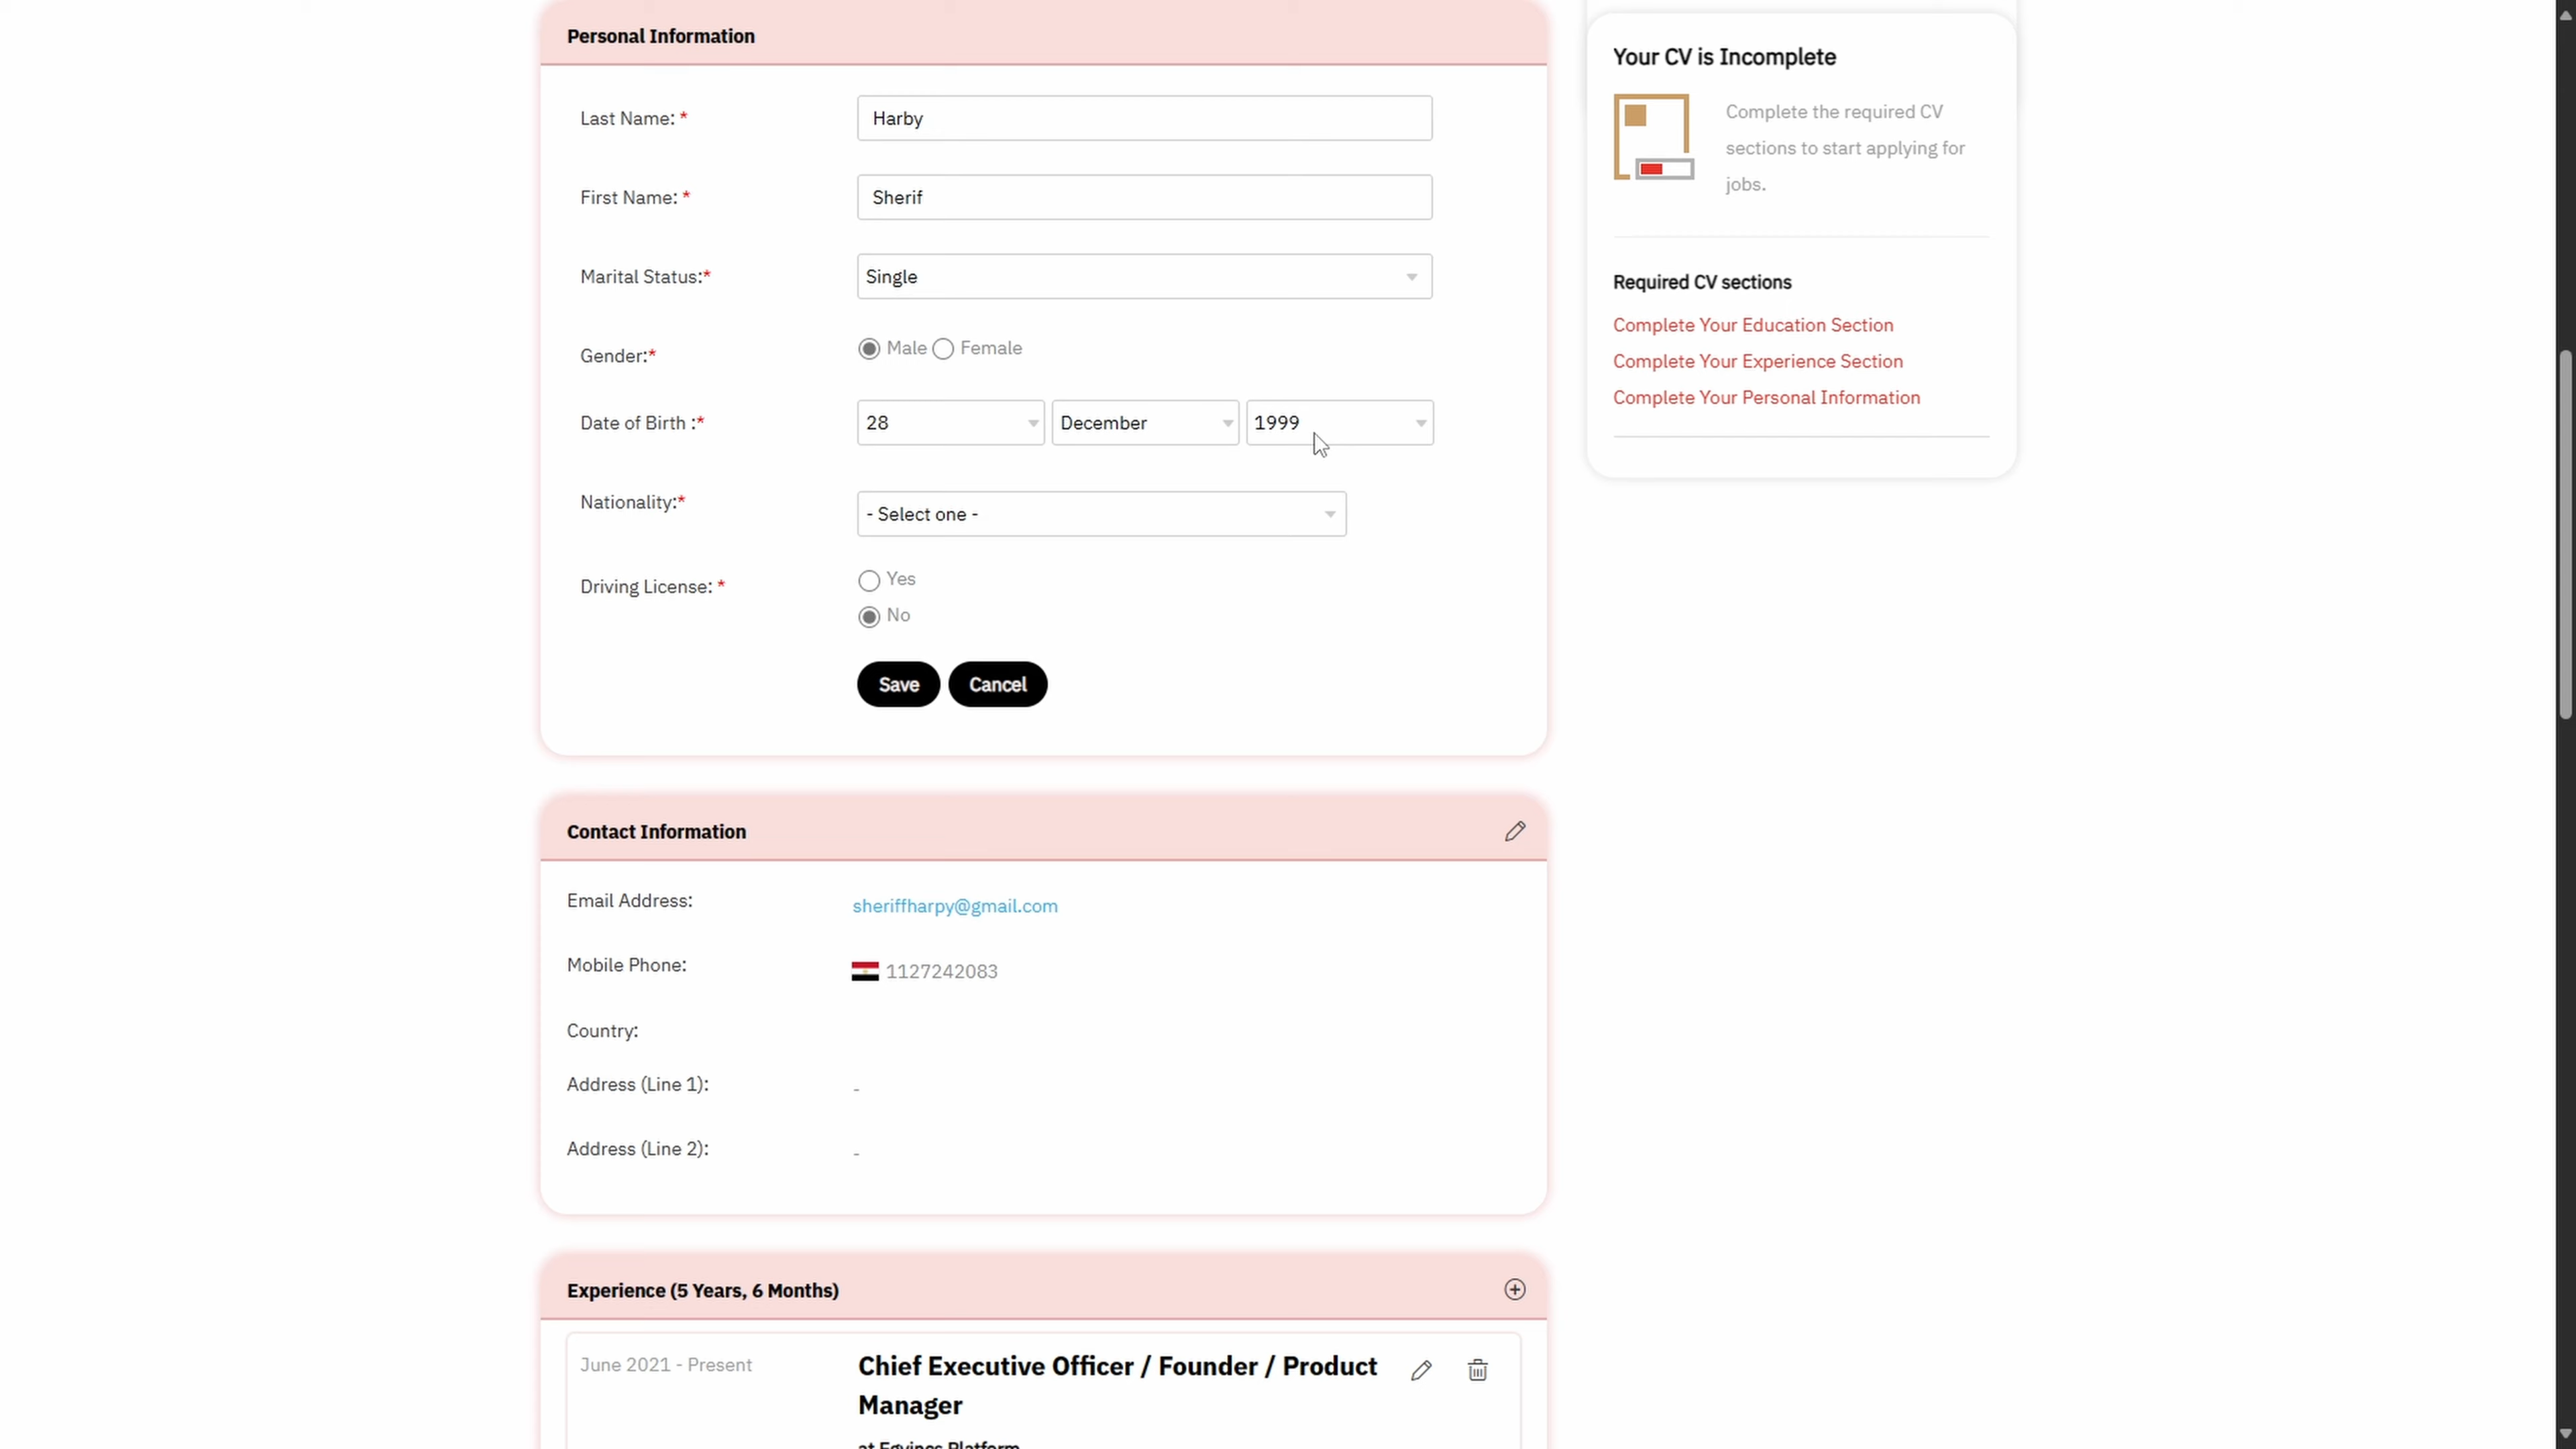 Personal Information
Last Name: *
Harby
First Name: *
Sherif
Marital Status:*
Single
Gender:*
Male Female
Date of Birth :*
28 December 1999
Nationality:*
- Select one -
Driving License: *
Yes
No
Save Cancel
Contact Information
Email Address:
sheriffharpy@gmail.com
Mobile Phone:
1127242083
Country:
Address (Line 1):
-
Address (Line 2):
-
Experience (5 Years, 6 Months)
June 2021 - Present
Chief Executive Officer / Founder / Product
Manager
Your CV is Incomplete
Complete the required CV
sections to start applying for
jobs.
Required CV sections
Complete Your Education Section
Complete Your Experience Section
Complete Your Personal Information